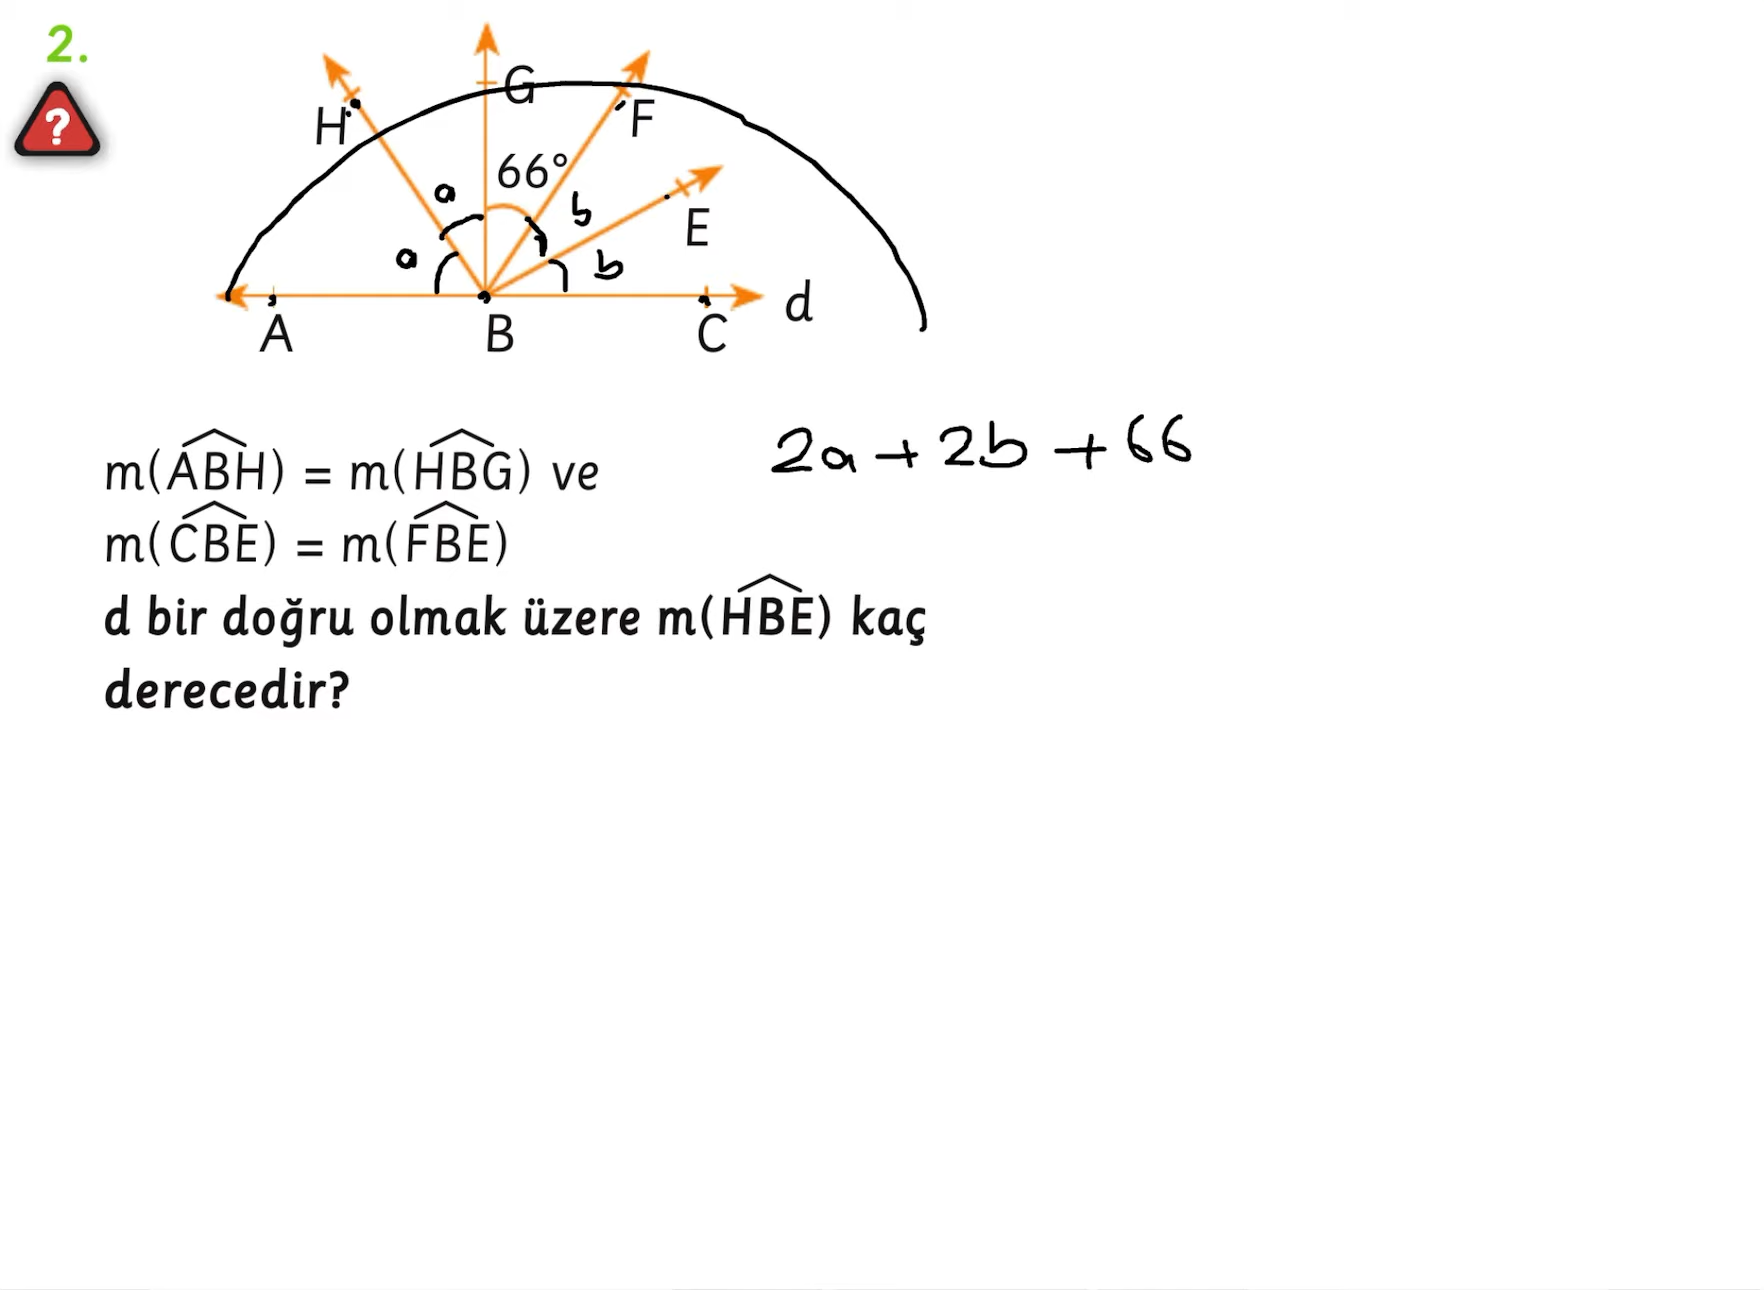 2.
?
H
G
F
66°
a
b
E
a
b
A
B
C
d
m(ABH) = m(HBG) ve
2a + 2b + 66
m(CBE) = m(FBE)
d bir doğru olmak üzere m(HBE) kaç
derecedir?